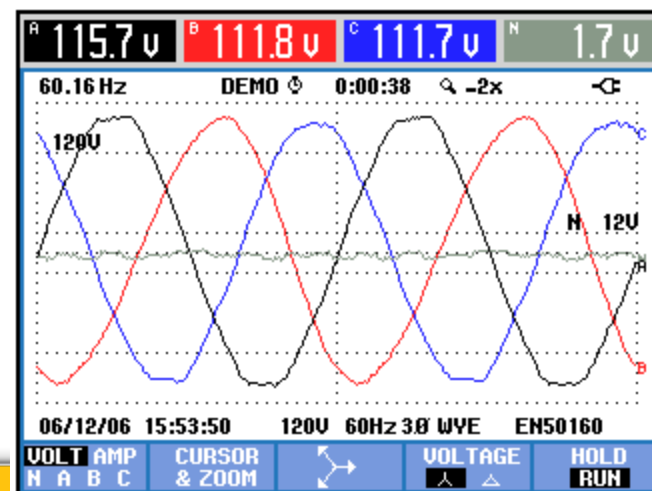 A 115.7 V B 111.8 V C 111.7 V N 1.7 V
60.16 Hz DEMO 0:00:38 -2x
120V
C
N 12V
A
B
06/12/06 15:53:50 120V 60Hz 3Ø WYE EN50160
VOLT AMP CURSOR VOLTAGE HOLD
N A B C & ZOOM RUN